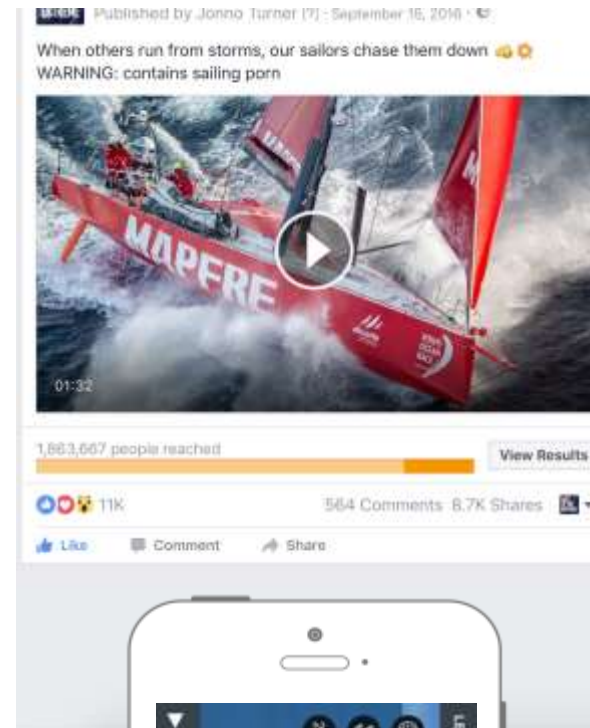 Published by Jonno Turner [?] · September 15, 2016 ·
When others run from storms, our sailors chase them down
WARNING: contains sailing porn
MAPFRE
MAPFRE
01:32
1,863,667 people reached
View Results
11K
564 Comments 8.7K Shares
Like Comment Share